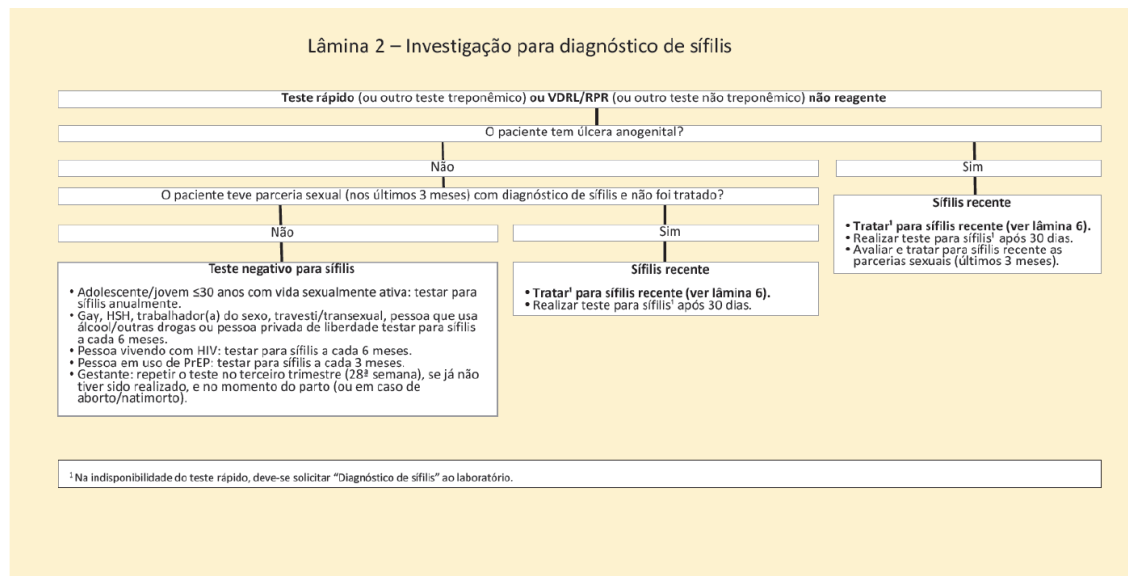 Lâmina 2 – Investigação para diagnóstico de sífilis
Teste rápido (ou outro teste treponêmico) ou VDRL/RPR (ou outro teste não treponêmico) não reagente
O paciente tem úlcera anogenital?
Não
Sim
O paciente teve parceria sexual (nos últimos 3 meses) com diagnóstico de sífilis e não foi tratado?
Não
Sim
Sífilis recente
• Tratar¹ para sífilis recente (ver lâmina 6).
• Realizar teste para sífilis¹ após 30 dias.
• Avaliar e tratar para sífilis recente as
parcerias sexuais (últimos 3 meses).
Teste negativo para sífilis
• Adolescente/jovem ≤30 anos com vida sexualmente ativa: testar para
sífilis anualmente.
• Gay, HSH, trabalhador(a) do sexo, travesti/transexual, pessoa que usa
álcool/outras drogas ou pessoa privada de liberdade testar para sífilis
a cada 6 meses.
• Pessoa vivendo com HIV: testar para sífilis a cada 6 meses.
• Pessoa em uso de PrEP: testar para sífilis a cada 3 meses.
• Gestante: repetir o teste no terceiro trimestre (28ª semana), se já não
tiver sido realizado, e no momento do parto (ou em caso de
aborto/natimorto).
Sífilis recente
• Tratar¹ para sífilis recente (ver lâmina 6).
• Realizar teste para sífilis¹ após 30 dias.
¹ Na indisponibilidade do teste rápido, deve-se solicitar “Diagnóstico de sífilis” ao laboratório.